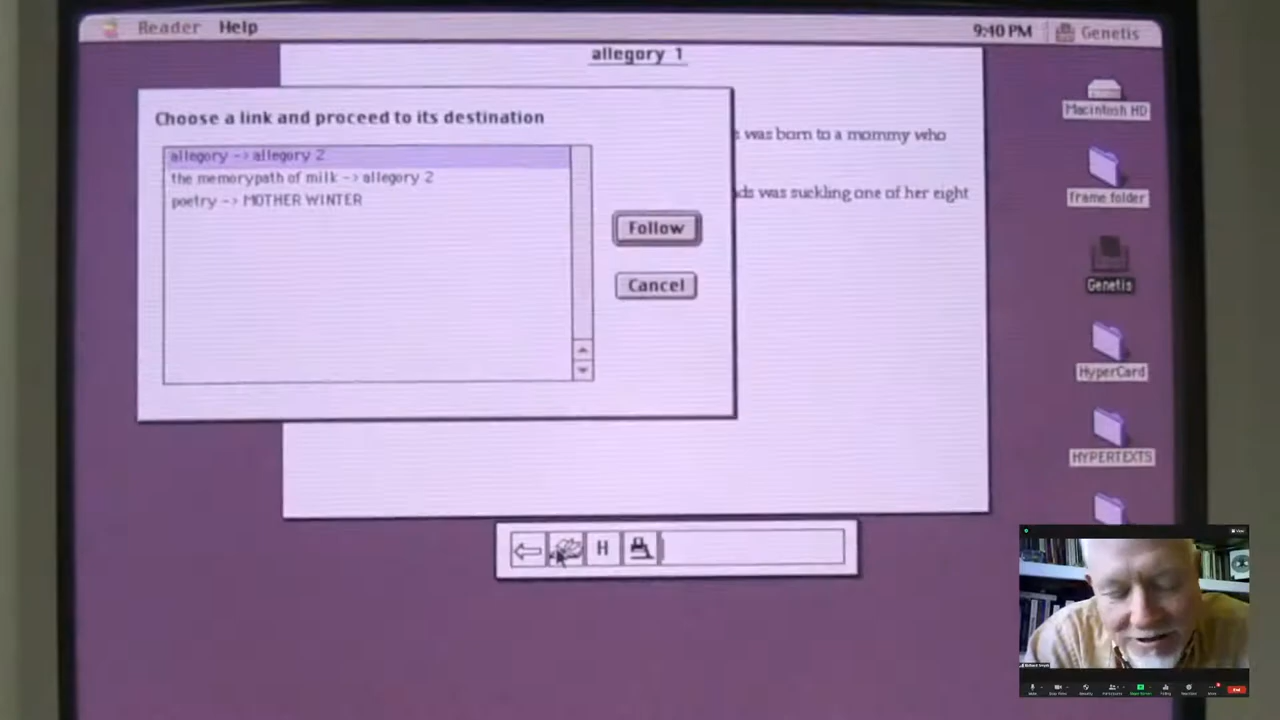 Reader Help 9:40 PM Genetis
allegory 1
Choose a link and proceed to its destination
allegory -> allegory 2
the memorypath of milk -> allegory 2
poetry -> MOTHER WINTER
Follow
Cancel
was born to a mommy who
ds was suckling one of her eight
Macintosh HD
frame folder
Genetis
HyperCard
HYPERTEXTS
H